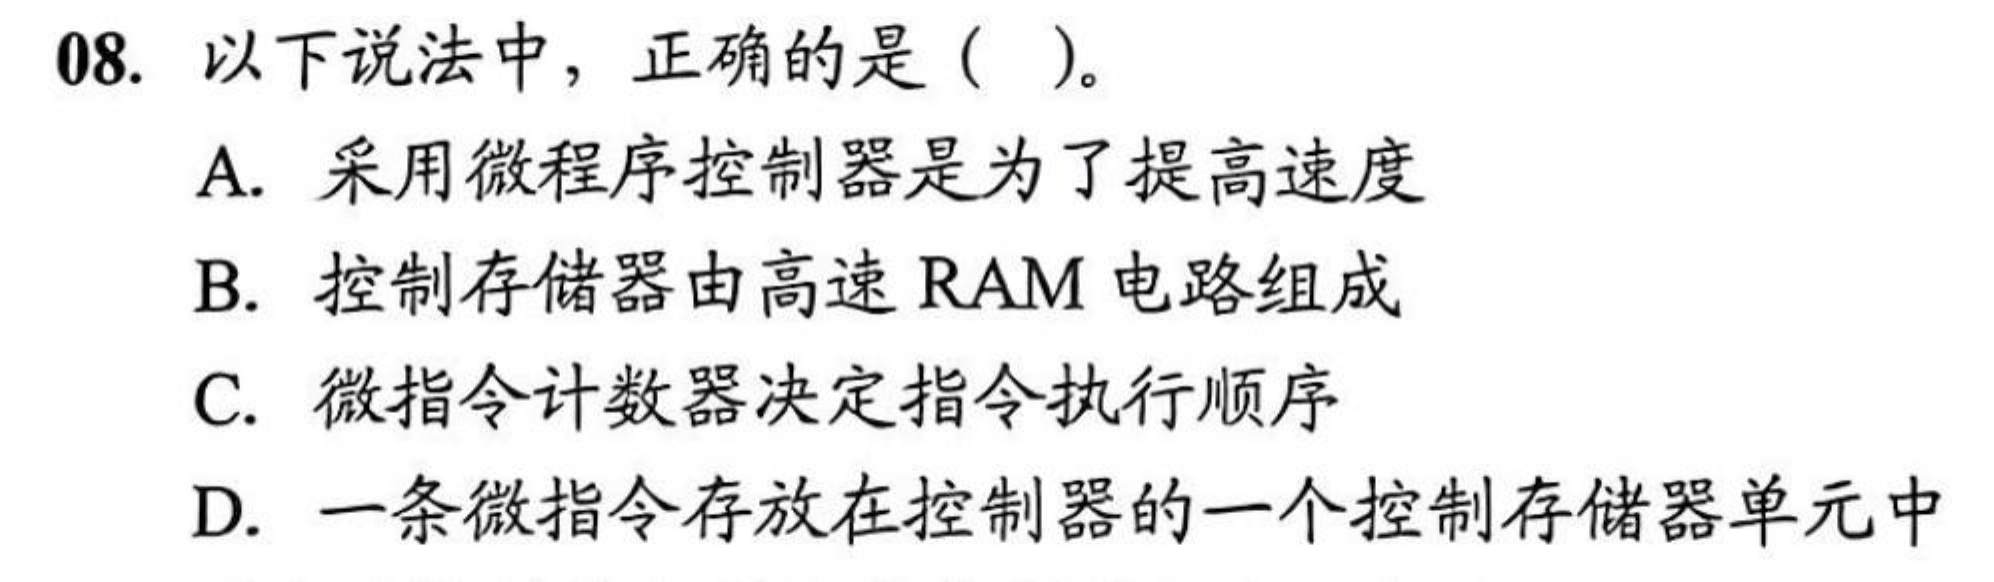 08. 以下说法中，正确的是（ ）。
A. 采用微程序控制器是为了提高速度
B. 控制存储器由高速 RAM 电路组成
C. 微指令计数器决定指令执行顺序
D. 一条微指令存放在控制器的一个控制存储器单元中